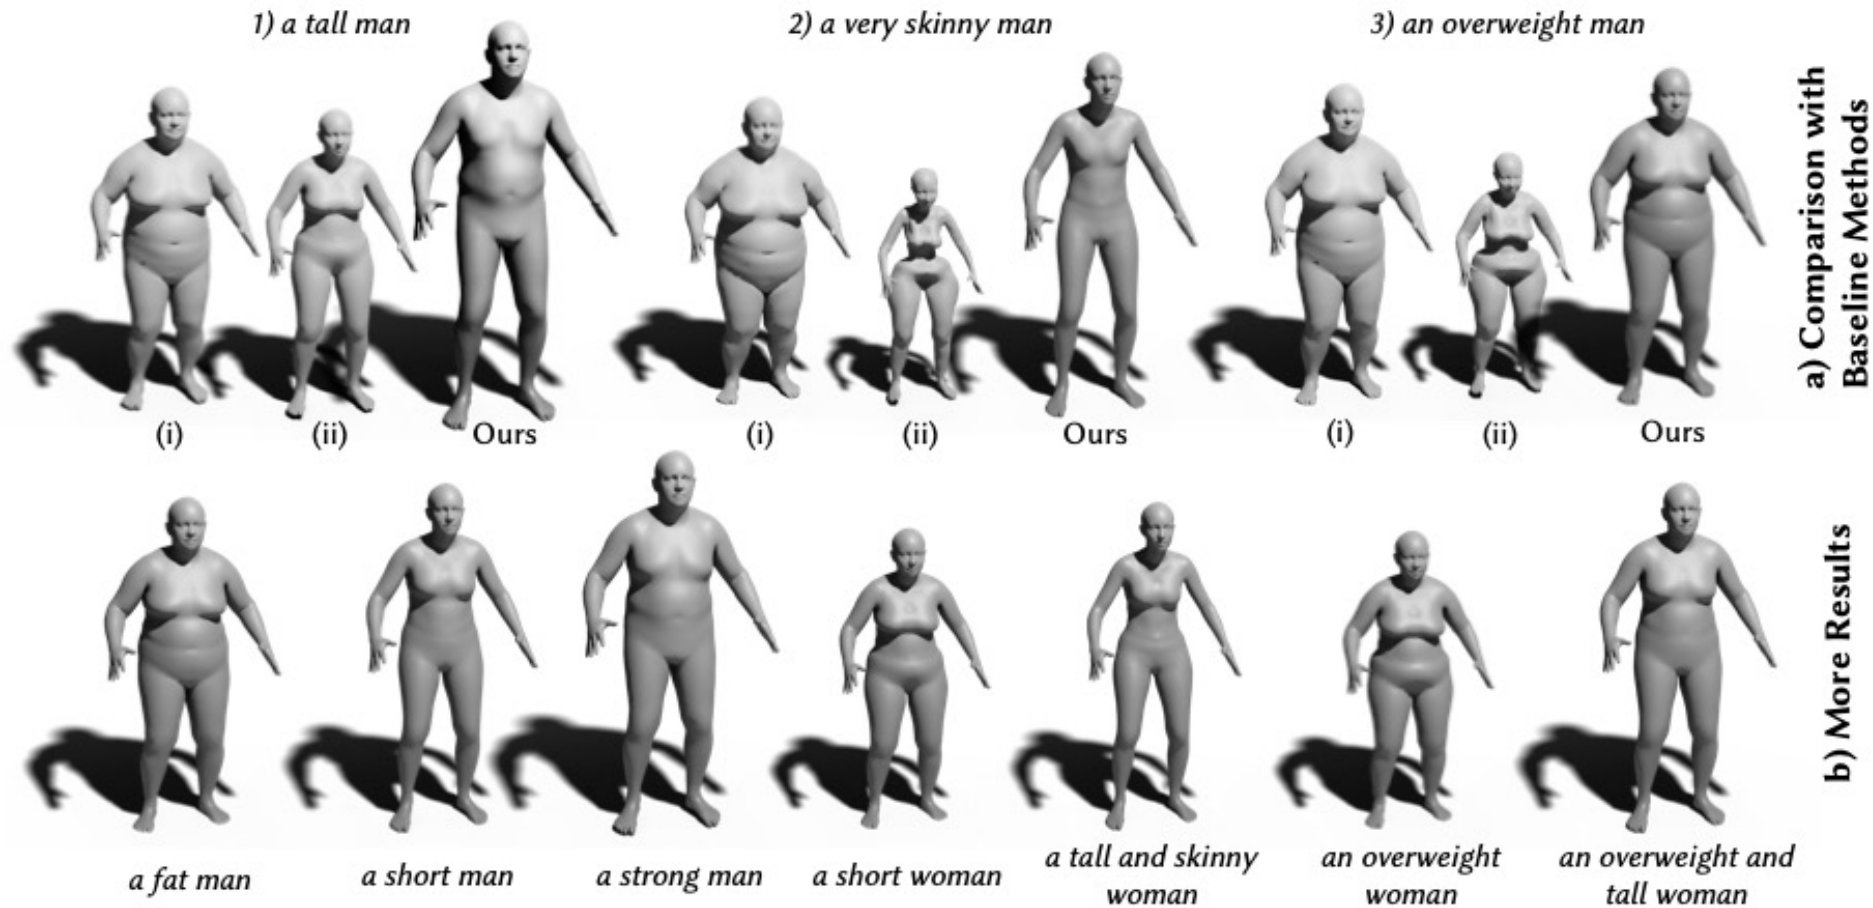 1) a tall man
2) a very skinny man
3) an overweight man
(i)
(ii)
Ours
(i)
(ii)
Ours
(i)
(ii)
Ours
a) Comparison with
Baseline Methods
a fat man
a short man
a strong man
a short woman
a tall and skinny
woman
an overweight
woman
an overweight and
tall woman
b) More Results